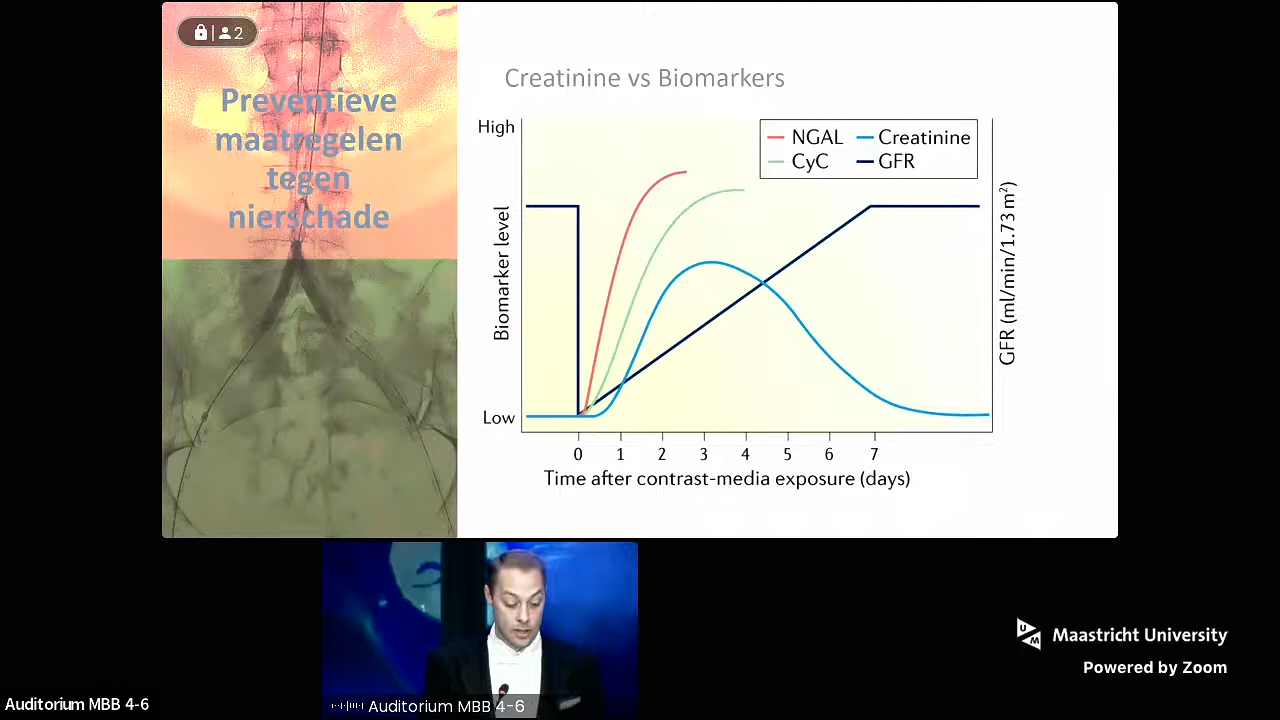 2
Preventieve
maatregelen
tegen
nierschade
Creatinine vs Biomarkers
High
Biomarker level
Low
NGAL
Creatinine
CyC
GFR
GFR (ml/min/1.73 m²)
0 1 2 3 4 5 6 7
Time after contrast-media exposure (days)
UM
Maastricht University
Powered by Zoom
Auditorium MBB 4-6
Auditorium MBB 4-6